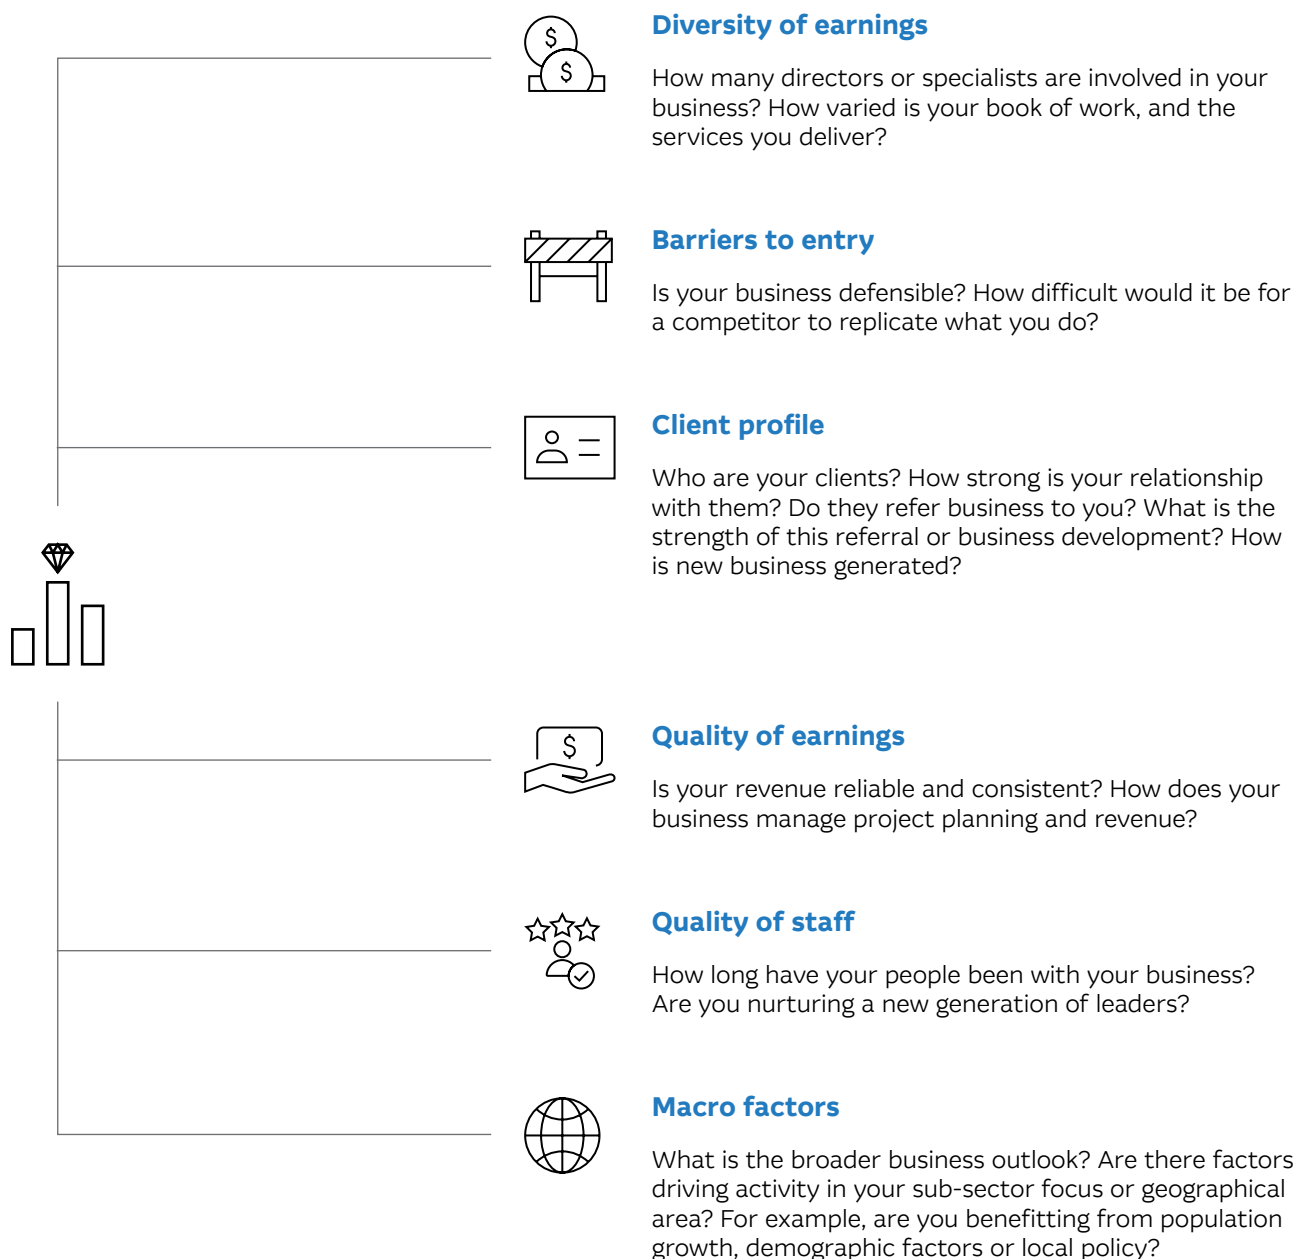 Diversity of earnings
How many directors or specialists are involved in your
business? How varied is your book of work, and the
services you deliver?
Barriers to entry
Is your business defensible? How difficult would it be for
a competitor to replicate what you do?
Client profile
Who are your clients? How strong is your relationship
with them? Do they refer business to you? What is the
strength of this referral or business development? How
is new business generated?
Quality of earnings
Is your revenue reliable and consistent? How does your
business manage project planning and revenue?
Quality of staff
How long have your people been with your business?
Are you nurturing a new generation of leaders?
Macro factors
What is the broader business outlook? Are there factors
driving activity in your sub-sector focus or geographical
area? For example, are you benefitting from population
growth, demographic factors or local policy?